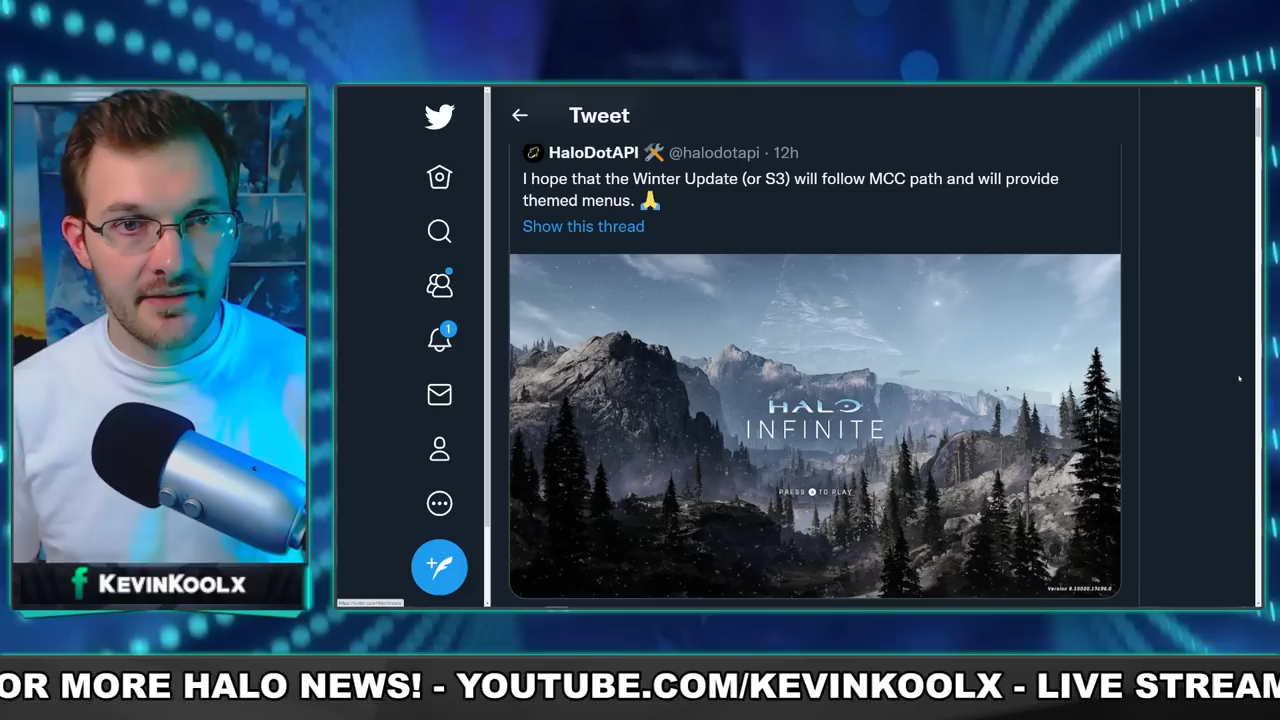 Tweet
HaloDotAPI 🛠️ @halodotapi · 12h
I hope that the Winter Update (or S3) will follow MCC path and will provide
themed menus. 🙏
Show this thread
1
HALO
INFINITE
PRESS X TO PLAY
KEVINKOOLX
OR MORE HALO NEWS! - YOUTUBE.COM/KEVINKOOLX - LIVE STREAM